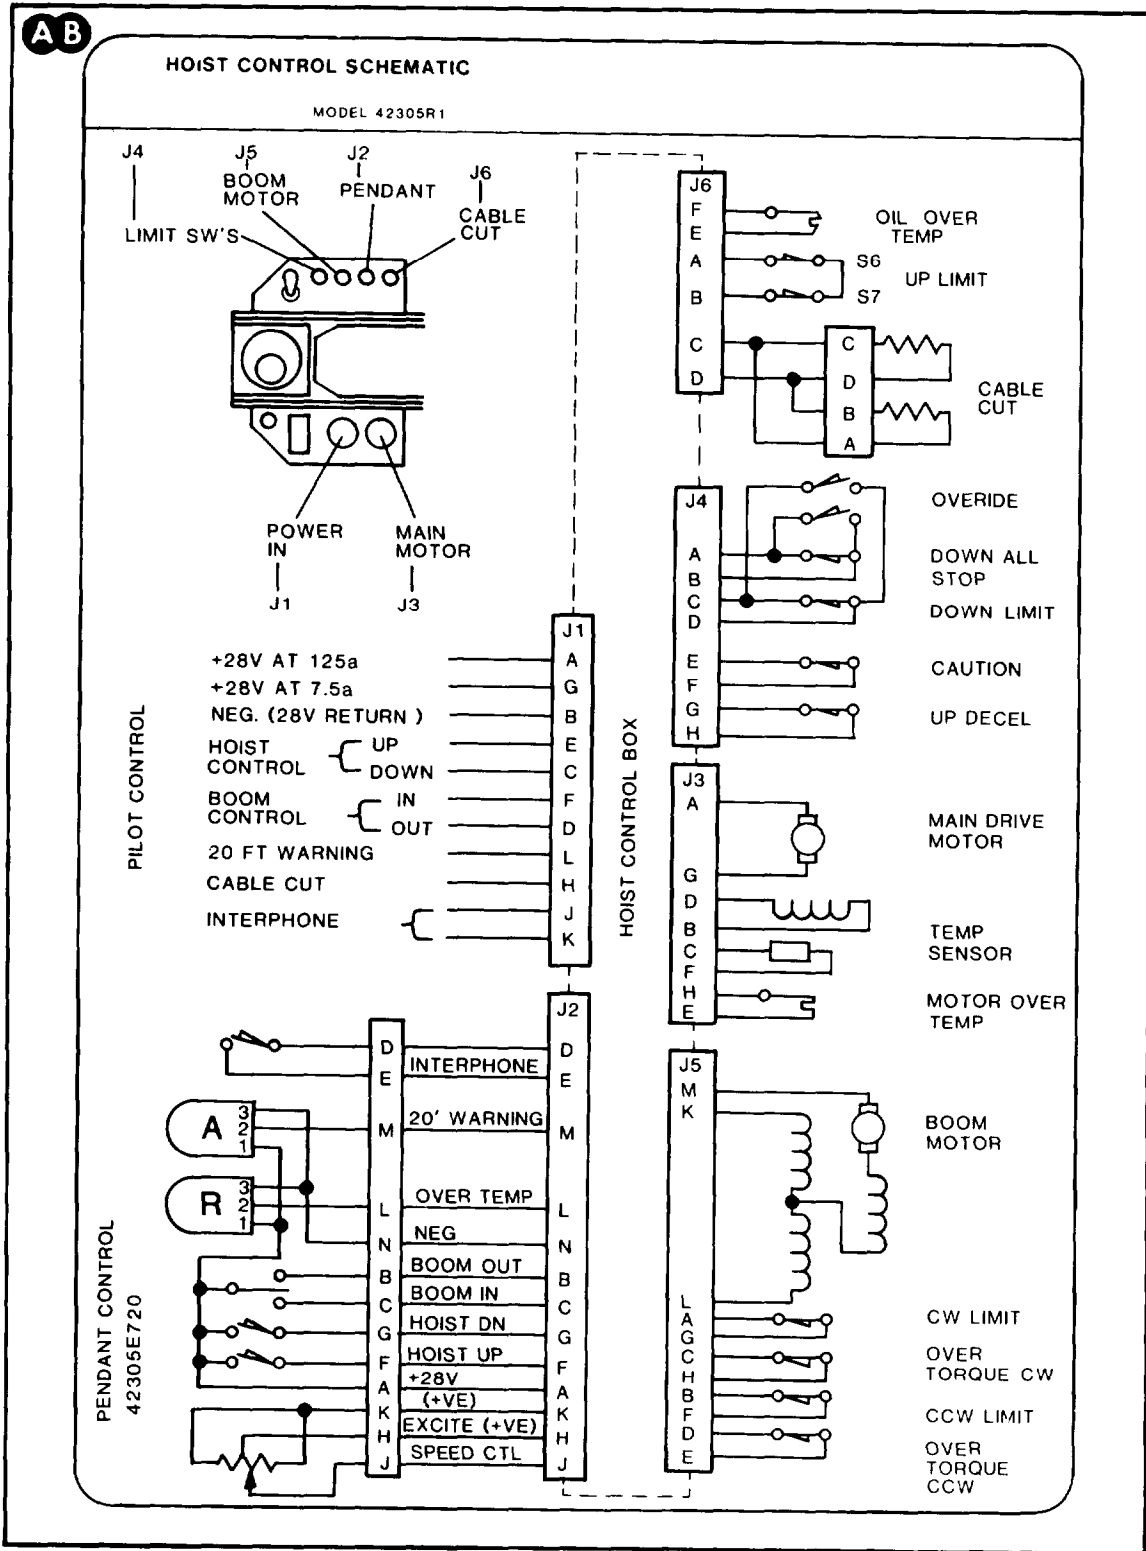 A B
HOIST CONTROL SCHEMATIC
MODEL 42305R1
J4
J5
BOOM
MOTOR
J2
PENDANT
J6
CABLE
CUT
LIMIT SW'S
POWER
IN
J1
MAIN
MOTOR
J3
PILOT CONTROL
+28V AT 125a
+28V AT 7.5a
NEG. (28V RETURN )
HOIST
CONTROL
UP
DOWN
BOOM
CONTROL
IN
OUT
20 FT WARNING
CABLE CUT
INTERPHONE
J1
A
G
B
E
C
F
D
L
H
J
K
HOIST CONTROL BOX
PENDANT CONTROL
42305E720
A
3
2
1
R
3
2
1
D
E
M
L
N
B
C
G
F
A
K
H
J
INTERPHONE
20' WARNING
OVER TEMP
NEG
BOOM OUT
BOOM IN
HOIST DN
HOIST UP
+28V
(+VE)
EXCITE (+VE)
SPEED CTL
J2
D
E
M
L
N
B
C
G
F
A
K
H
J
J6
F
E
A
B
C
D
OIL OVER
TEMP
S6
UP LIMIT
S7
C
D
B
A
CABLE
CUT
J4
A
B
C
D
E
F
G
H
OVERIDE
DOWN ALL
STOP
DOWN LIMIT
CAUTION
UP DECEL
J3
A
G
D
B
C
F
H
E
MAIN DRIVE
MOTOR
TEMP
SENSOR
MOTOR OVER
TEMP
J5
M
K
L
A
G
C
H
B
F
D
E
BOOM
MOTOR
CW LIMIT
OVER
TORQUE CW
CCW LIMIT
OVER
TORQUE
CCW